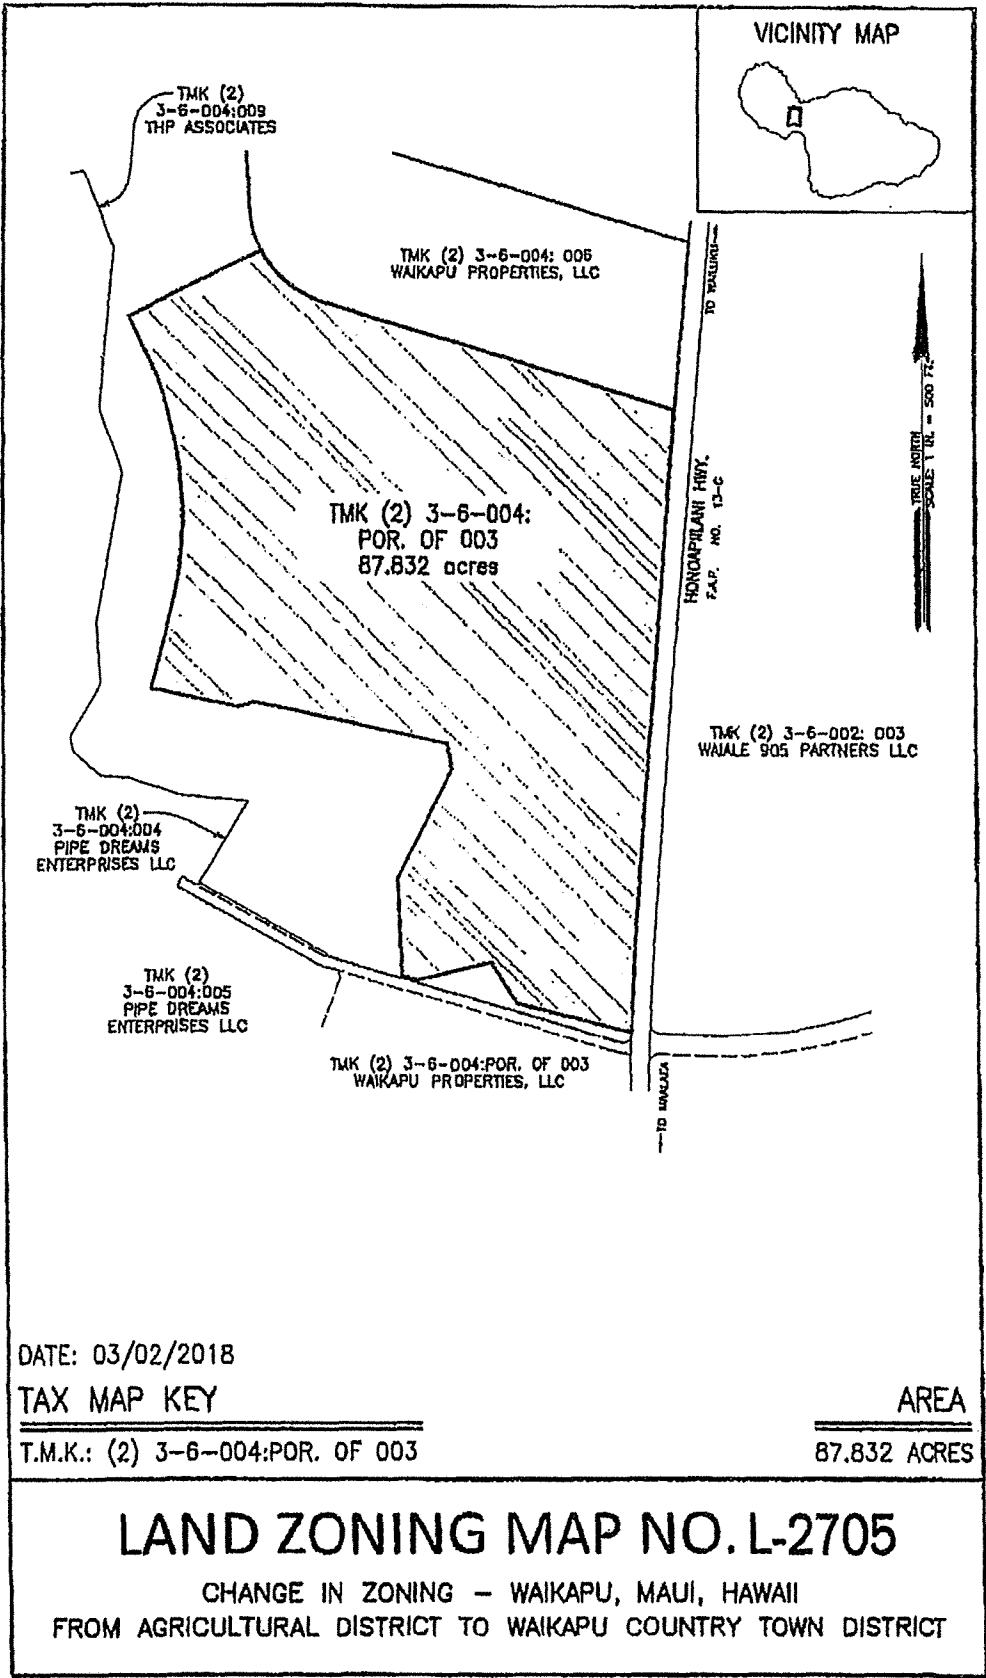 VICINITY MAP
TMK (2)
3-6-004:009
THP ASSOCIATES
TMK (2) 3-6-004: 006
WAIKAPU PROPERTIES, LLC
TO WAILUKU
TRUE NORTH
SCALE: 1 IN. = 500 FT.
HONOAPIILANI HWY.
F.A.P. NO. 13-G
TMK (2) 3-6-004:
POR. OF 003
87.832 acres
TMK (2) 3-6-002: 003
WAIALE 905 PARTNERS LLC
TMK (2)
3-6-004:004
PIPE DREAMS
ENTERPRISES LLC
TMK (2)
3-6-004:005
PIPE DREAMS
ENTERPRISES LLC
TMK (2) 3-6-004:POR. OF 003
WAIKAPU PROPERTIES, LLC
TO MAALAEA
DATE: 03/02/2018
TAX MAP KEY
AREA
T.M.K.: (2) 3-6-004:POR. OF 003
87.832 ACRES
LAND ZONING MAP NO. L-2705
CHANGE IN ZONING - WAIKAPU, MAUI, HAWAII
FROM AGRICULTURAL DISTRICT TO WAIKAPU COUNTRY TOWN DISTRICT